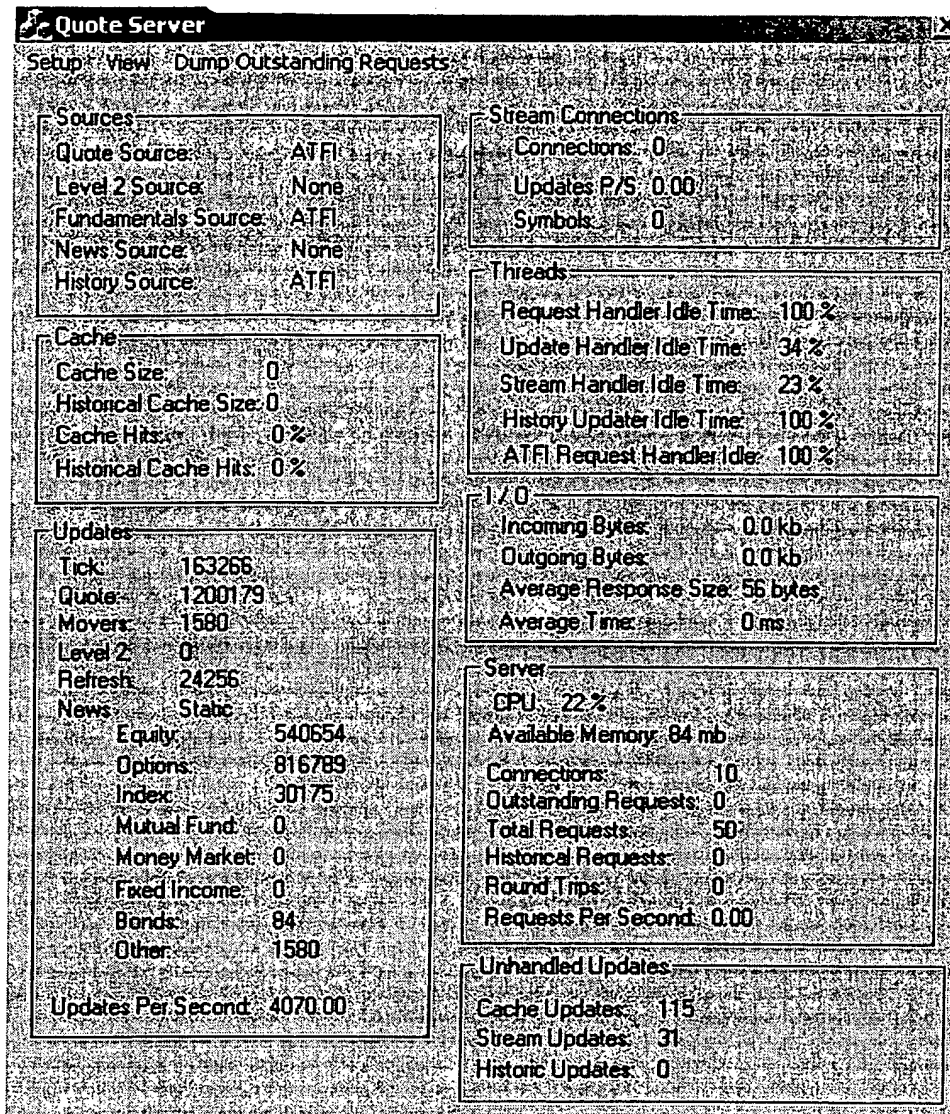 Quote Server
Setup View Dump Outstanding Requests
Sources
Quote Source: ATFI
Level 2 Source: None
Fundamentals Source: ATFI
News Source: None
History Source: ATFI
Cache
Cache Size: 0
Historical Cache Size: 0
Cache Hits: 0 %
Historical Cache Hits: 0 %
Updates
Tick: 163266
Quote: 1200179
Movers: 1580
Level 2: 0
Refresh: 24256
News: Static
Equity: 540654
Options: 816789
Index: 30175
Mutual Fund: 0
Money Market: 0
Fixed Income: 0
Bonds: 84
Other: 1580
Updates Per Second: 4070.00
Stream Connections
Connections: 0
Updates P/S: 0.00
Symbols: 0
Threads
Request Handler Idle Time: 100 %
Update Handler Idle Time: 34 %
Stream Handler Idle Time: 23 %
History Updater Idle Time: 100 %
ATFI Request Handler Idle: 100 %
I / O
Incoming Bytes: 0.0 kb
Outgoing Bytes: 0.0 kb
Average Response Size: 56 bytes
Average Time: 0 ms
Server
CPU: 22 %
Available Memory: 84 mb
Connections: 10
Outstanding Requests: 0
Total Requests: 50
Historical Requests: 0
Round Trips: 0
Requests Per Second: 0.00
Unhandled Updates
Cache Updates: 115
Stream Updates: 31
Historic Updates: 0